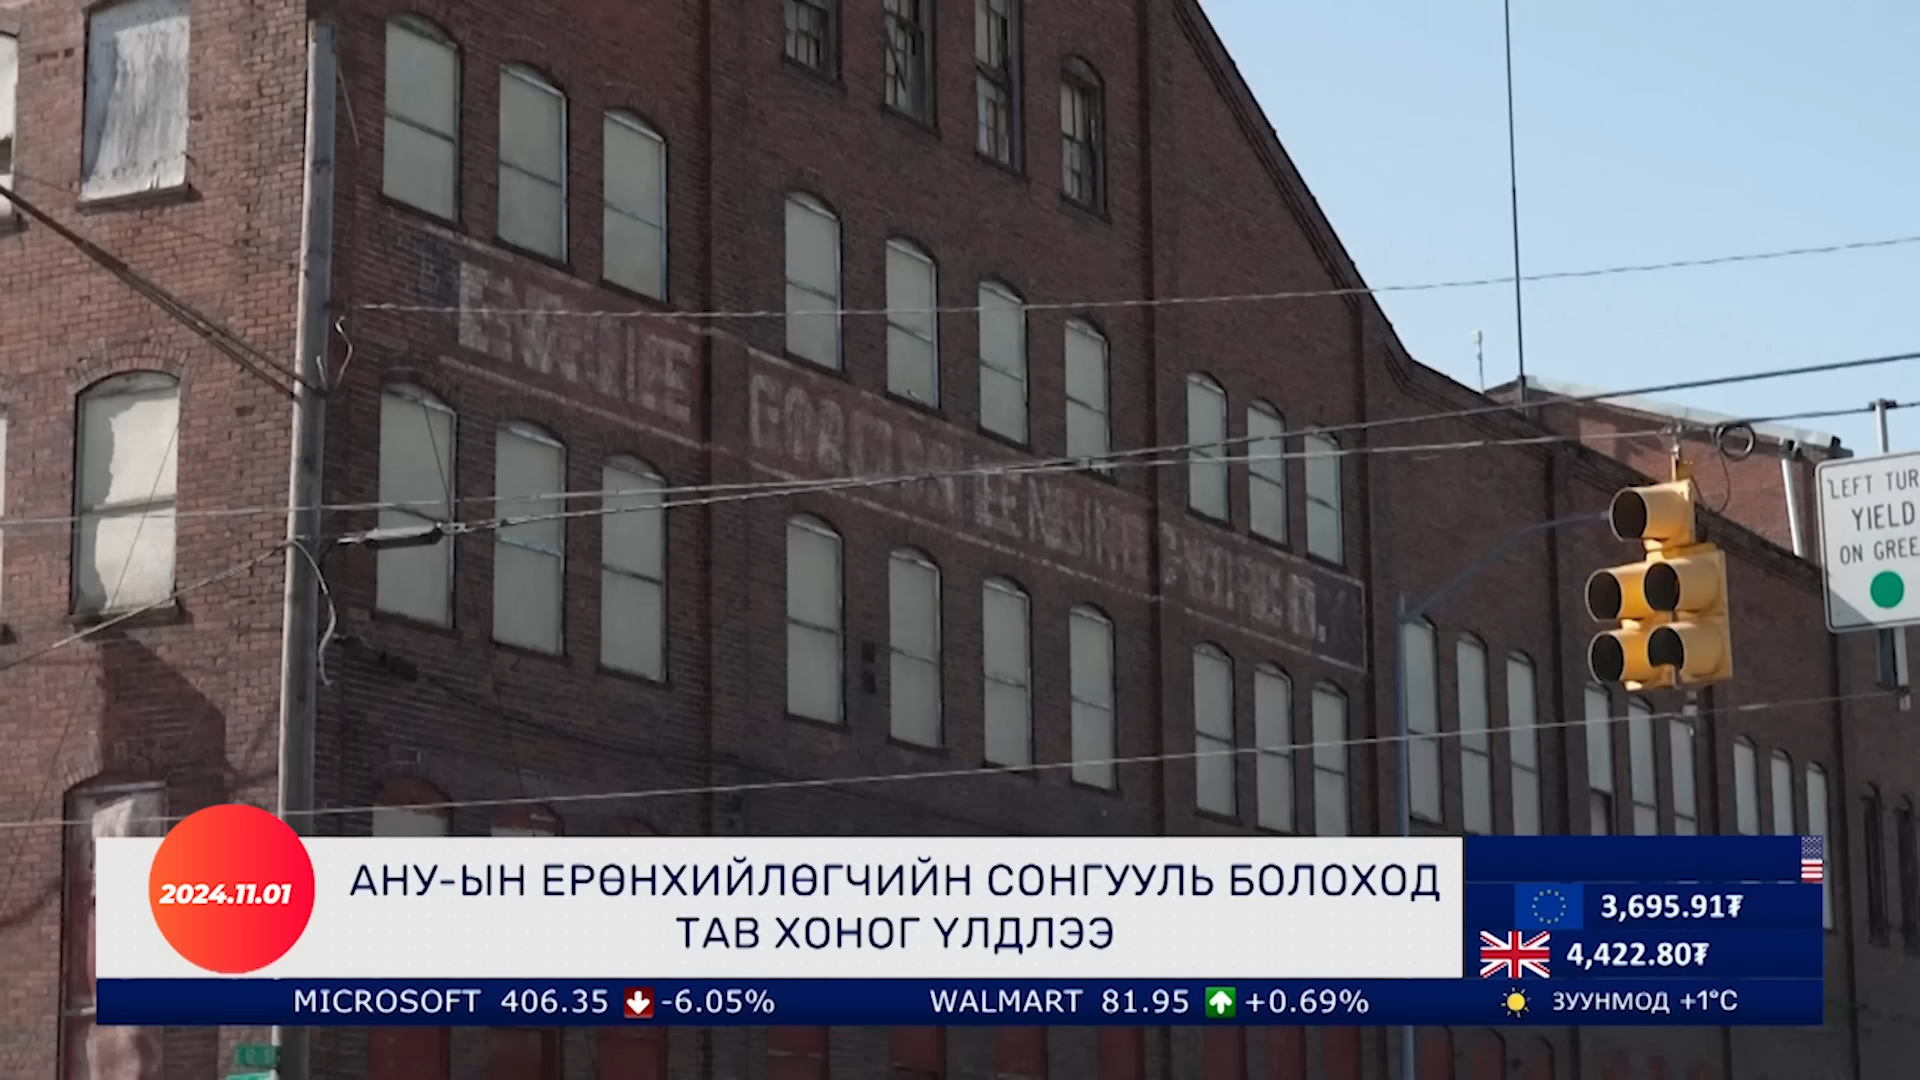 LEFT TUR
YIELD
ON GREE
2024.11.01
АНУ-ЫН ЕРӨНХИЙЛӨГЧИЙН СОНГУУЛЬ БОЛОХОД
ТАВ ХОНОГ ҮЛДЛЭЭ
3,695.91₮
4,422.80₮
MICROSOFT 406.35 -6.05% WALMART 81.95 +0.69%
ЗУУНМОД +1°C